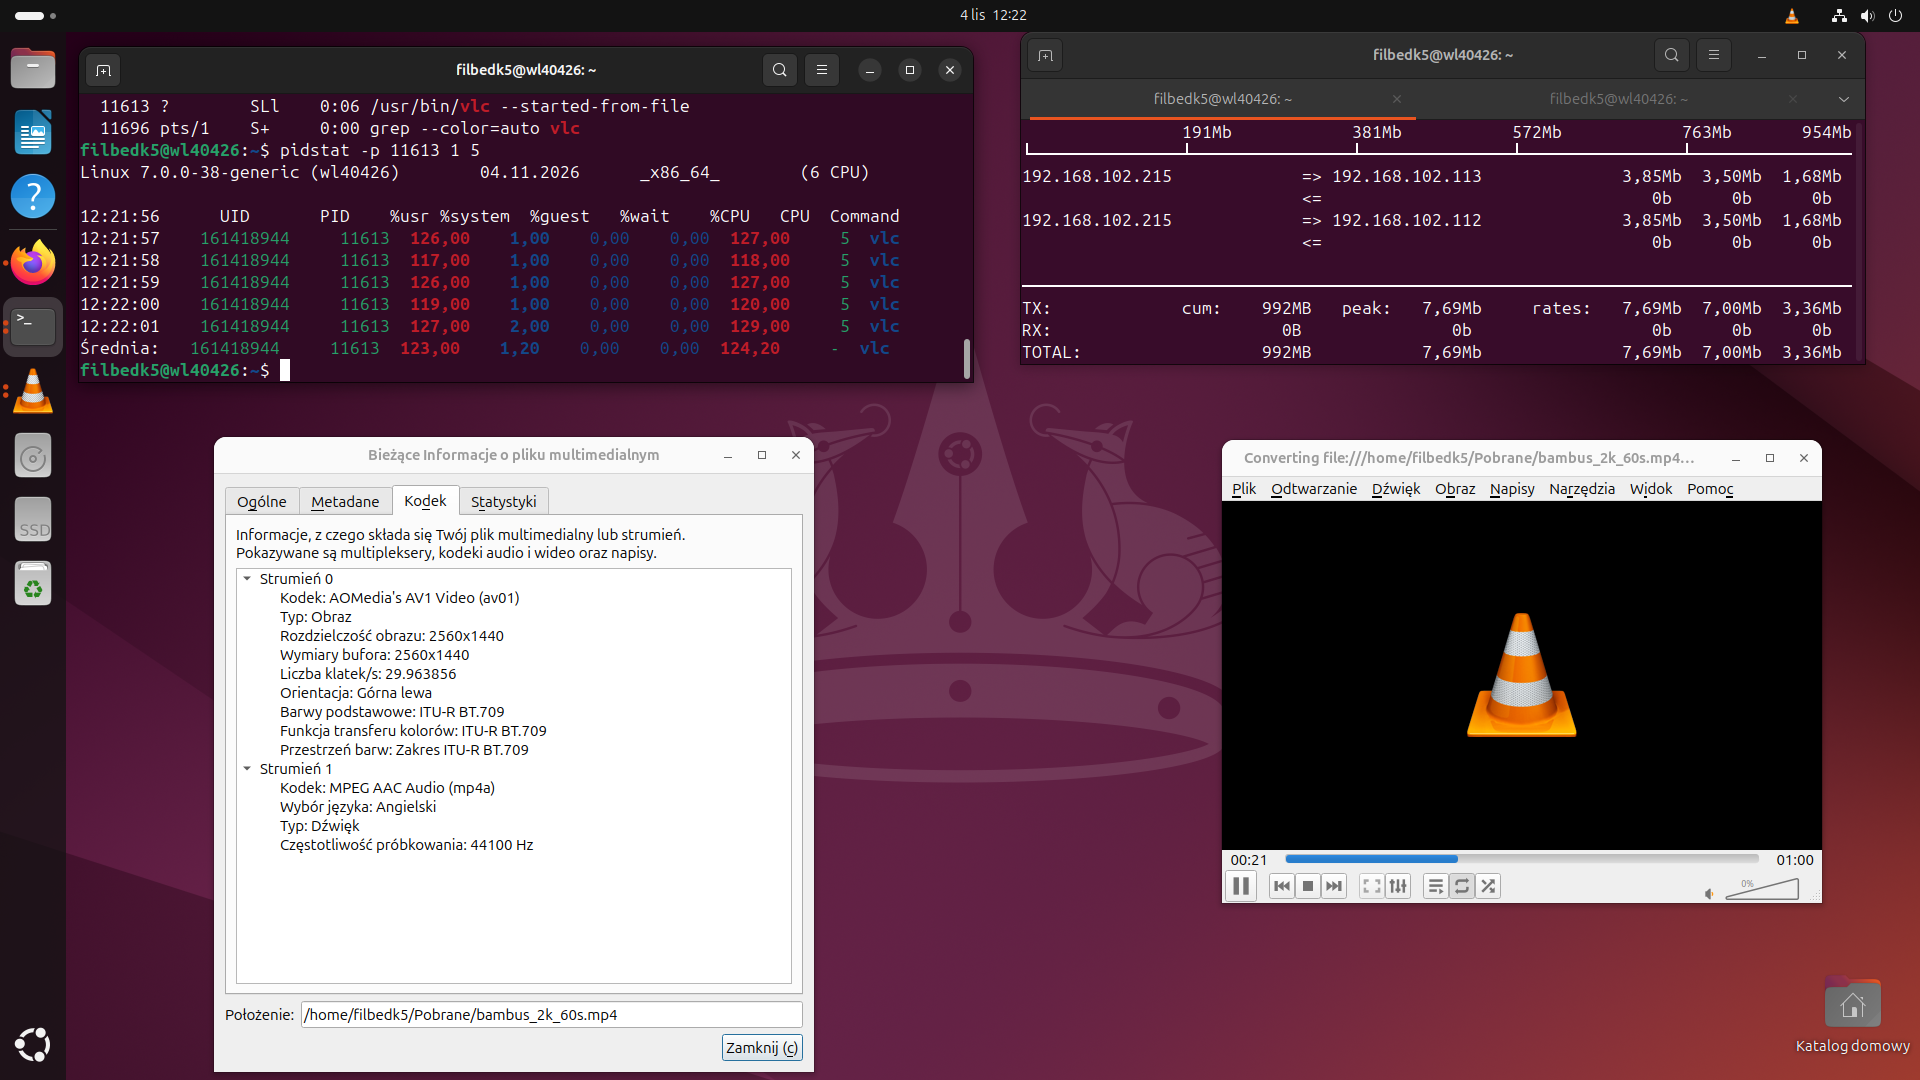 4 lis 12:22
filbedk5@wl40426: ~
11613 ? SLl 0:06 /usr/bin/vlc --started-from-file
11696 pts/1 S+ 0:00 grep --color=auto vlc
filbedk5@wl40426:~$ pidstat -p 11613 1 5
Linux 7.0.0-38-generic (wl40426) 04.11.2026 _x86_64_ (6 CPU)
12:21:56 UID PID %usr %system %guest %wait %CPU CPU Command
12:21:57 161418944 11613 126,00 1,00 0,00 0,00 127,00 5 vlc
12:21:58 161418944 11613 117,00 1,00 0,00 0,00 118,00 5 vlc
12:21:59 161418944 11613 126,00 1,00 0,00 0,00 127,00 5 vlc
12:22:00 161418944 11613 119,00 1,00 0,00 0,00 120,00 5 vlc
12:22:01 161418944 11613 127,00 2,00 0,00 0,00 129,00 5 vlc
Średnia: 161418944 11613 123,00 1,20 0,00 0,00 124,20 - vlc
filbedk5@wl40426:~$
filbedk5@wl40426: ~
filbedk5@wl40426: ~ filbedk5@wl40426: ~
191Mb 381Mb 572Mb 763Mb 954Mb
192.168.102.215 => 192.168.102.113 3,85Mb 3,50Mb 1,68Mb
<= 0b 0b 0b
192.168.102.215 => 192.168.102.112 3,85Mb 3,50Mb 1,68Mb
<= 0b 0b 0b
TX: cum: 992MB peak: 7,69Mb rates: 7,69Mb 7,00Mb 3,36Mb
RX: 0B 0b 0b 0b 0b
TOTAL: 992MB 7,69Mb 7,69Mb 7,00Mb 3,36Mb
Bieżące Informacje o pliku multimedialnym
Ogólne Metadane Kodek Statystyki
Informacje, z czego składa się Twój plik multimedialny lub strumień.
Pokazywane są multipleksery, kodeki audio i wideo oraz napisy.
Strumień 0
Kodek: AOMedia's AV1 Video (av01)
Typ: Obraz
Rozdzielczość obrazu: 2560x1440
Wymiary bufora: 2560x1440
Liczba klatek/s: 29.963856
Orientacja: Górna lewa
Barwy podstawowe: ITU-R BT.709
Funkcja transferu kolorów: ITU-R BT.709
Przestrzeń barw: Zakres ITU-R BT.709
Strumień 1
Kodek: MPEG AAC Audio (mp4a)
Wybór języka: Angielski
Typ: Dźwięk
Częstotliwość próbkowania: 44100 Hz
Położenie: /home/filbedk5/Pobrane/bambus_2k_60s.mp4
Zamknij (c)
Converting file:///home/filbedk5/Pobrane/bambus_2k_60s.mp4...
Plik Odtwarzanie Dźwięk Obraz Napisy Narzędzia Widok Pomoc
00:21 01:00
0%
SSD
Katalog domowy